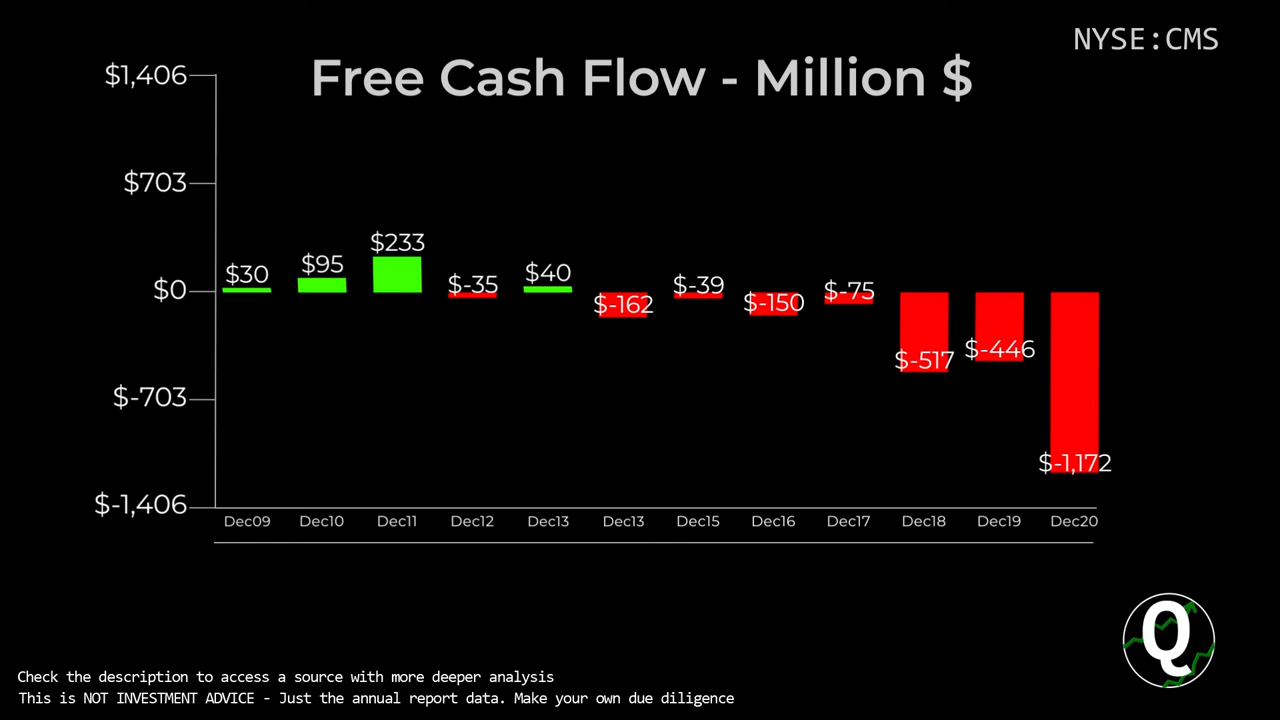 NYSE:CMS
Free Cash Flow - Million $
$1,406
$703
$0
$-703
$-1,406
$30
$95
$233
$-35
$40
$-162
$-39
$-150
$-75
$-517
$-446
$-1,172
Dec09 Dec10 Dec11 Dec12 Dec13 Dec13 Dec15 Dec16 Dec17 Dec18 Dec19 Dec20
Q
Check the description to access a source with more deeper analysis
This is NOT INVESTMENT ADVICE - Just the annual report data. Make your own due diligence